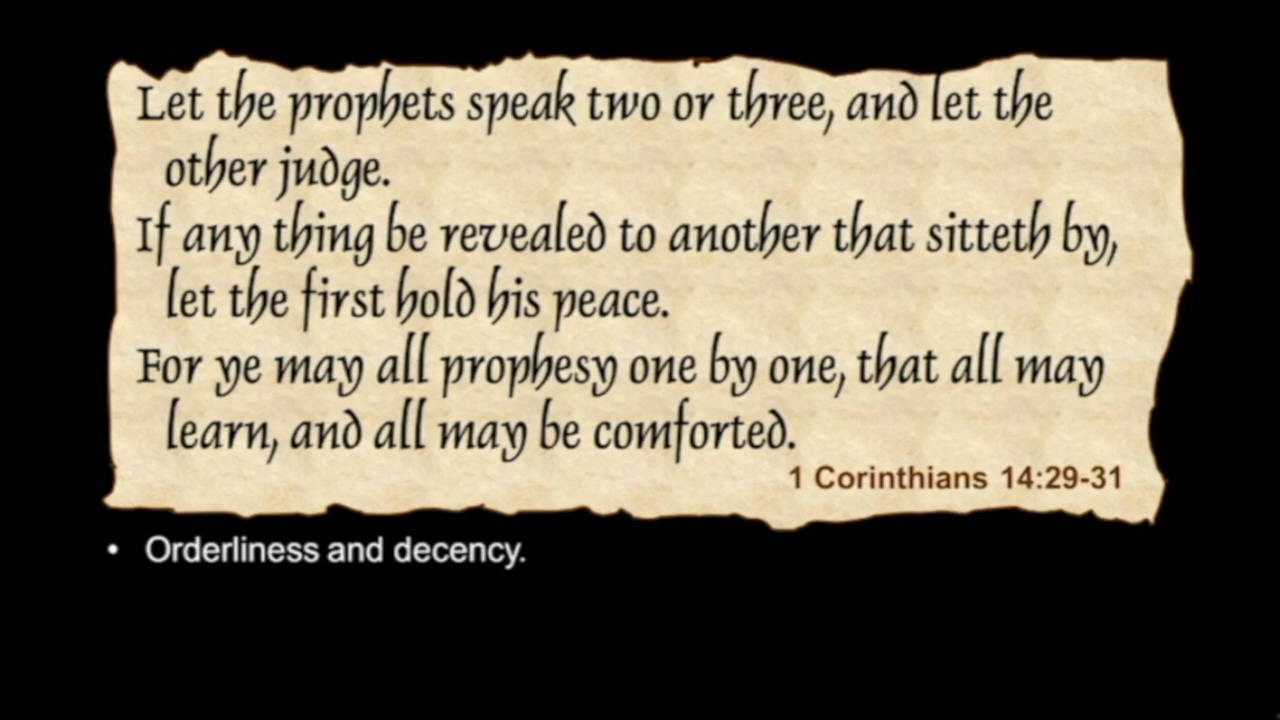 Let the prophets speak two or three, and let the
other judge.
If any thing be revealed to another that sitteth by,
let the first hold his peace.
For ye may all prophesy one by one, that all may
learn, and all may be comforted.
1 Corinthians 14:29-31
• Orderliness and decency.